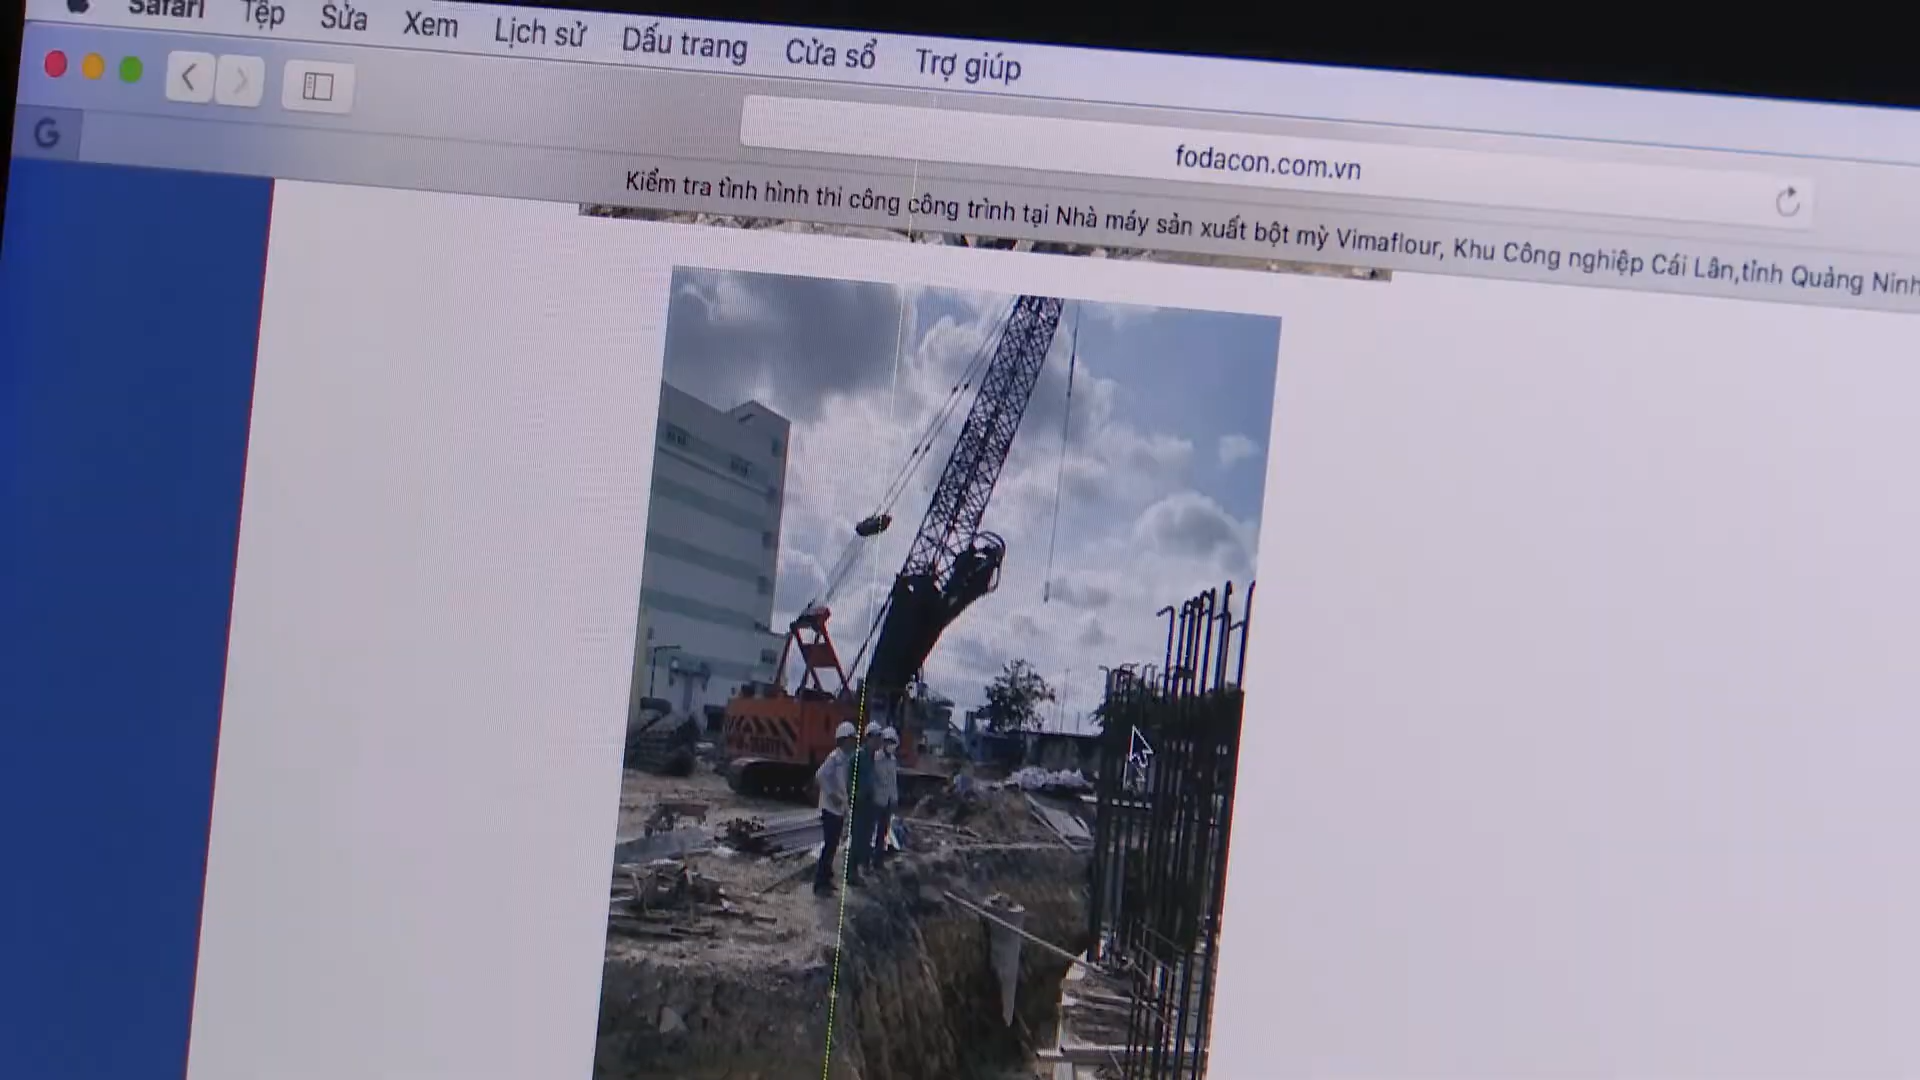 Safari Tệp Sửa Xem Lịch sử Dấu trang Cửa sổ Trợ giúp
fodacon.com.vn
G
Kiểm tra tình hình thi công công trình tại Nhà máy sản xuất bột mỳ Vimaflour, Khu Công nghiệp Cái Lân,tỉnh Quảng Ninh